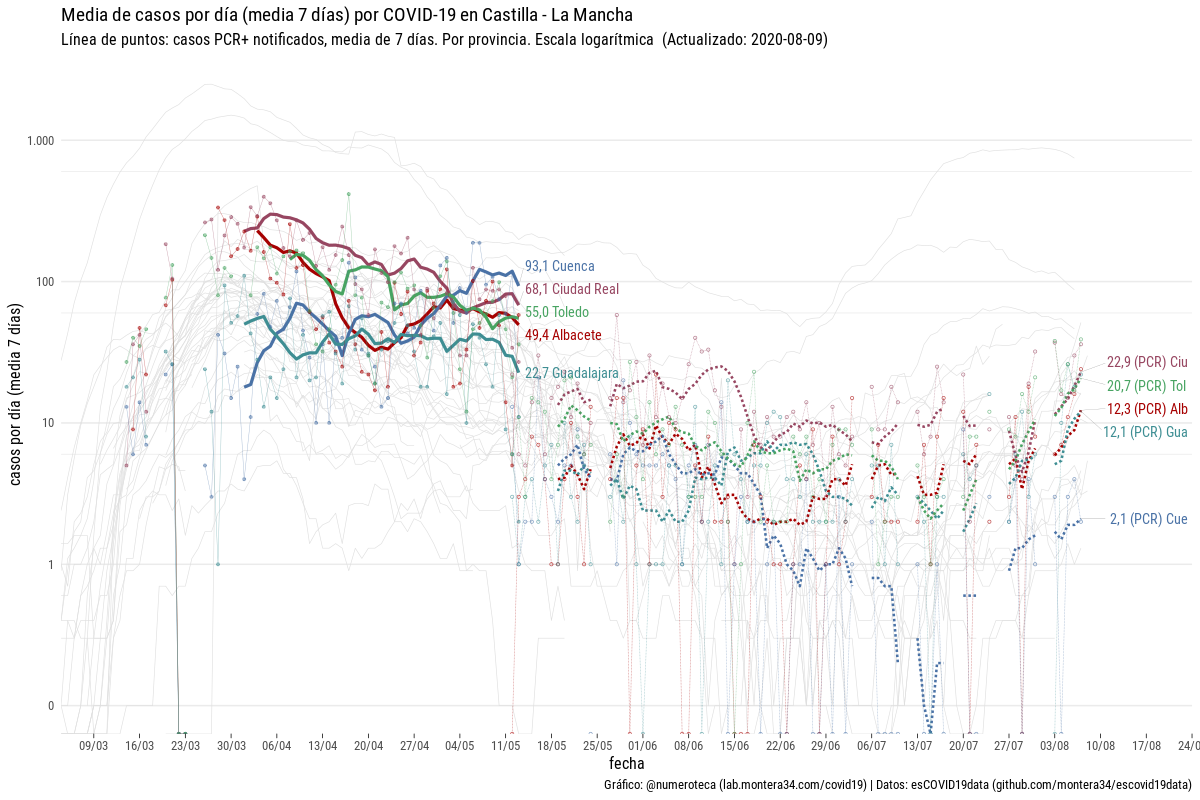 Media de casos por día (media 7 días) por COVID-19 en Castilla - La Mancha
Línea de puntos: casos PCR+ notificados, media de 7 días. Por provincia. Escala logarítmica (Actualizado: 2020-08-09)
casos por día (media 7 días)
1.000
100
10
1
0
93,1 Cuenca
68,1 Ciudad Real
55,0 Toledo
49,4 Albacete
22,7 Guadalajara
22,9 (PCR) Ciu
20,7 (PCR) Tol
12,3 (PCR) Alb
12,1 (PCR) Gua
2,1 (PCR) Cue
09/03 16/03 23/03 30/03 06/04 13/04 20/04 27/04 04/05 11/05 18/05 25/05 01/06 08/06 15/06 22/06 29/06 06/07 13/07 20/07 27/07 03/08 10/08 17/08 24/0
fecha
Gráfico: @numeroteca (lab.montera34.com/covid19) | Datos: esCOVID19data (github.com/montera34/escovid19data)